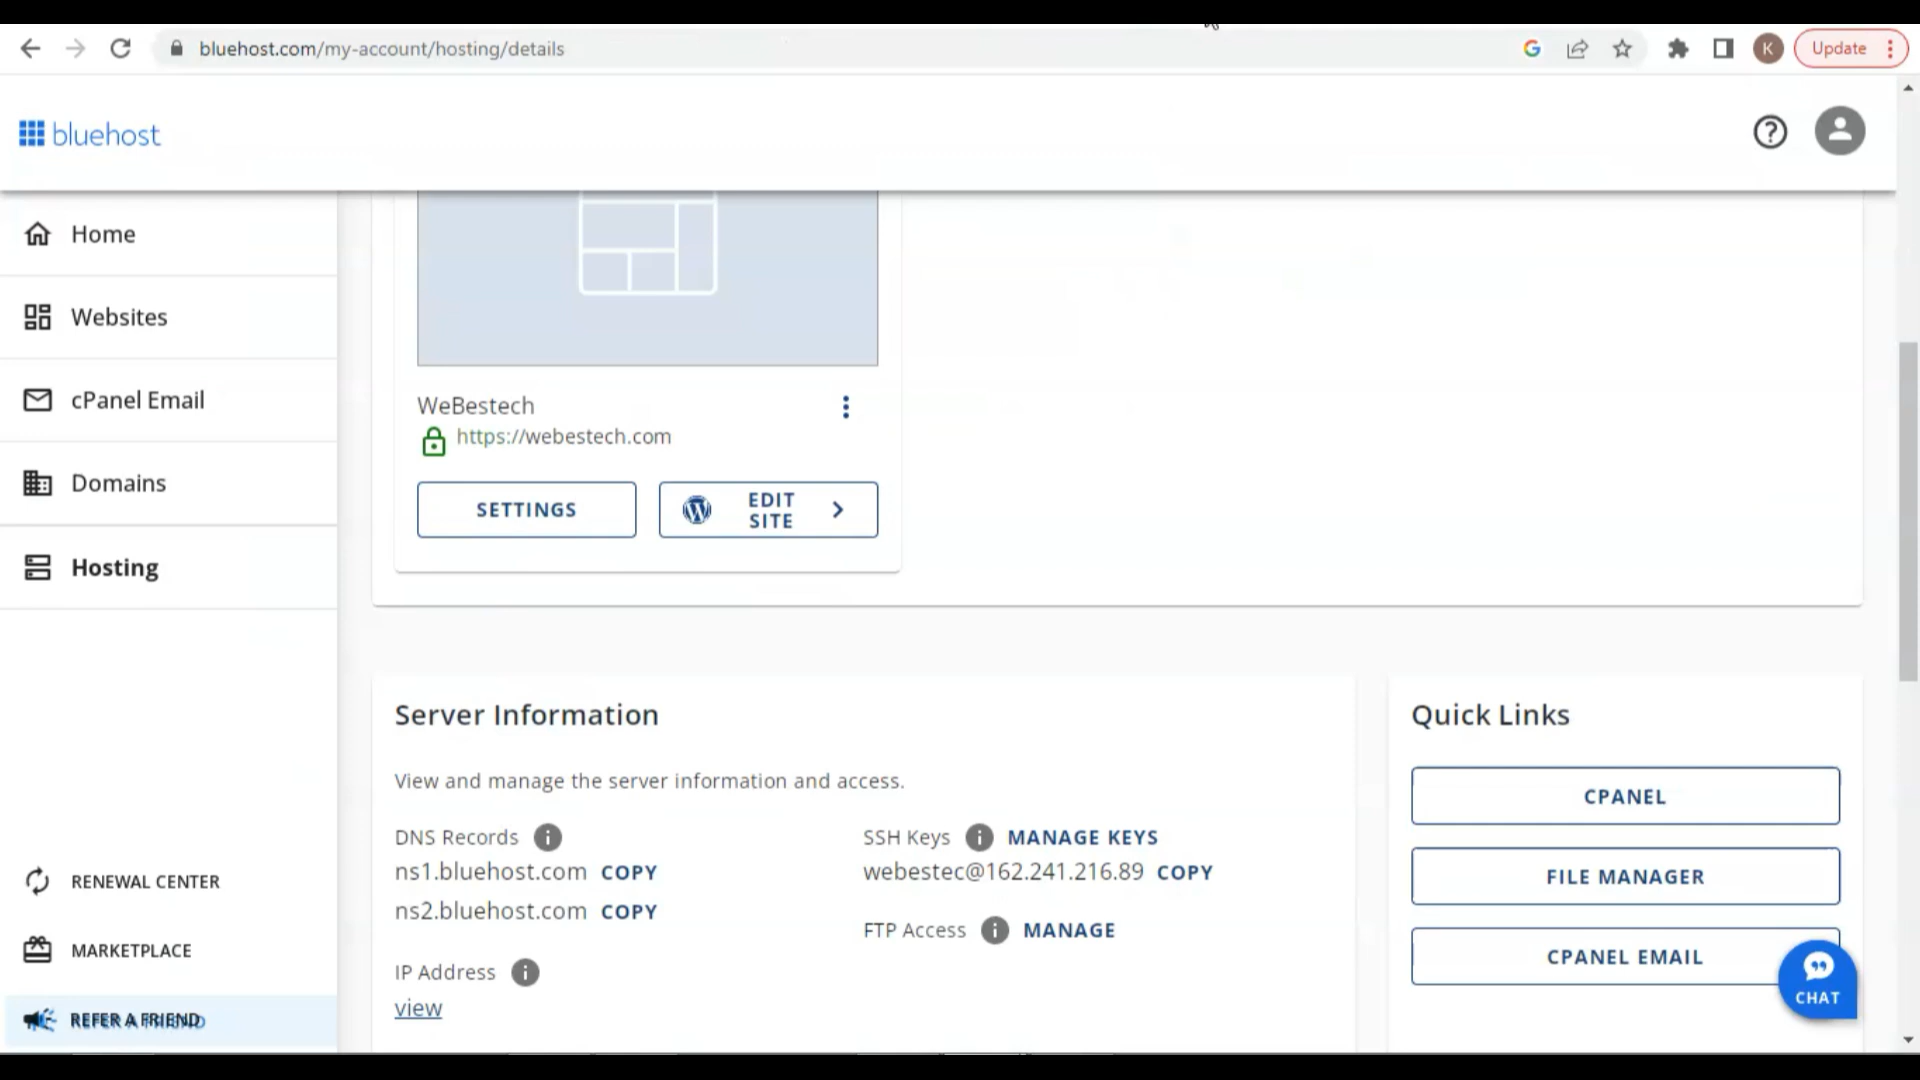 bluehost.com/my-account/hosting/details
K
Update
bluehost
Home
Websites
cPanel Email
Domains
Hosting
RENEWAL CENTER
MARKETPLACE
REFER A FRIEND
WeBestech
https://webestech.com
SETTINGS
EDIT
SITE
Server Information
View and manage the server information and access.
DNS Records
ns1.bluehost.com COPY
ns2.bluehost.com COPY
IP Address
view
SSH Keys MANAGE KEYS
webestec@162.241.216.89 COPY
FTP Access MANAGE
Quick Links
CPANEL
FILE MANAGER
CPANEL EMAIL
CHAT